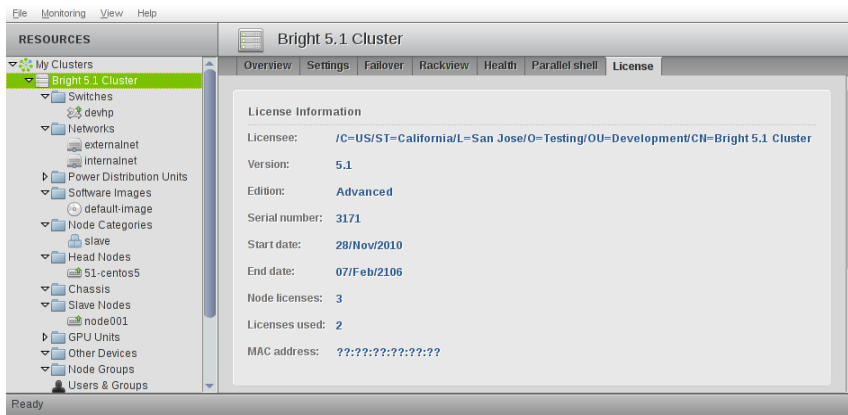 File Monitoring View Help
RESOURCES
My Clusters
Bright 5.1 Cluster
Switches
devhp
Networks
externalnet
internalnet
Power Distribution Units
Software Images
default-image
Node Categories
slave
Head Nodes
51-centos5
Chassis
Slave Nodes
node001
GPU Units
Other Devices
Node Groups
Users & Groups
Bright 5.1 Cluster
Overview Settings Failover Rackview Health Parallel shell License
License Information
Licensee: /C=US/ST=California/L=San Jose/O=Testing/OU=Development/CN=Bright 5.1 Cluster
Version: 5.1
Edition: Advanced
Serial number: 3171
Start date: 28/Nov/2010
End date: 07/Feb/2106
Node licenses: 3
Licenses used: 2
MAC address: ??:??:??:??:??:??
Ready